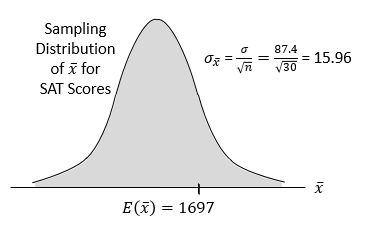 Sampling
Distribution
of x̄ for
SAT Scores
σ_x̄ = σ/√n = 87.4/√30 = 15.96
x̄
E(x̄) = 1697